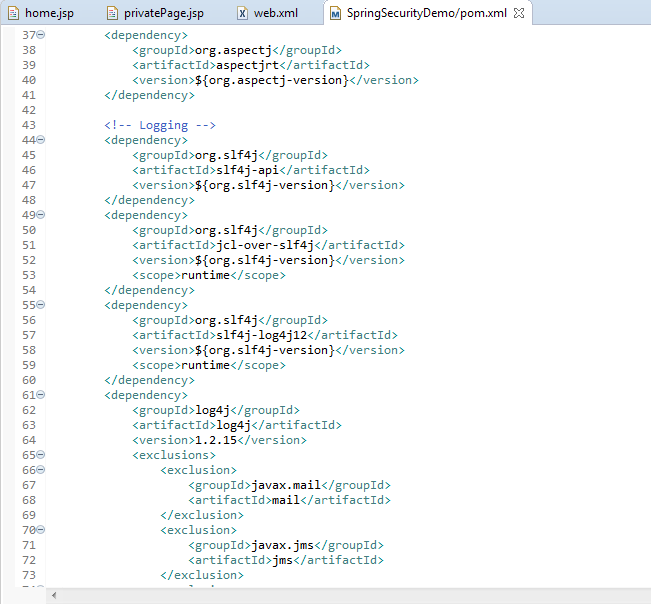 home.jsp privatePage.jsp web.xml SpringSecurityDemo/pom.xml
37 <dependency>
38 <groupId>org.aspectj</groupId>
39 <artifactId>aspectjrt</artifactId>
40 <version>${org.aspectj-version}</version>
41 </dependency>
42
43 <!-- Logging -->
44 <dependency>
45 <groupId>org.slf4j</groupId>
46 <artifactId>slf4j-api</artifactId>
47 <version>${org.slf4j-version}</version>
48 </dependency>
49 <dependency>
50 <groupId>org.slf4j</groupId>
51 <artifactId>jcl-over-slf4j</artifactId>
52 <version>${org.slf4j-version}</version>
53 <scope>runtime</scope>
54 </dependency>
55 <dependency>
56 <groupId>org.slf4j</groupId>
57 <artifactId>slf4j-log4j12</artifactId>
58 <version>${org.slf4j-version}</version>
59 <scope>runtime</scope>
60 </dependency>
61 <dependency>
62 <groupId>log4j</groupId>
63 <artifactId>log4j</artifactId>
64 <version>1.2.15</version>
65 <exclusions>
66 <exclusion>
67 <groupId>javax.mail</groupId>
68 <artifactId>mail</artifactId>
69 </exclusion>
70 <exclusion>
71 <groupId>javax.jms</groupId>
72 <artifactId>jms</artifactId>
73 </exclusion>